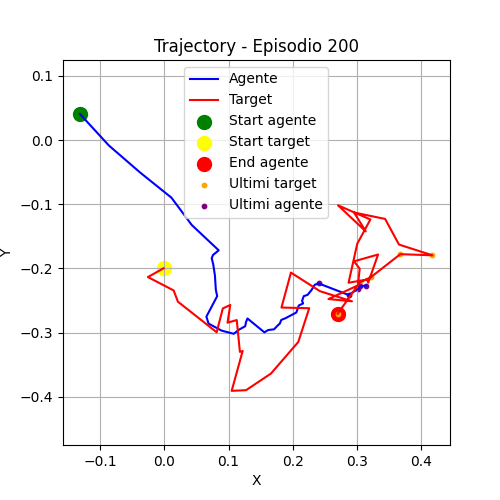 Trajectory - Episodio 200
Agente
Target
Start agente
Start target
End agente
Ultimi target
Ultimi agente
Y
0.1
0.0
−0.1
−0.2
−0.3
−0.4
−0.1
0.0
0.1
0.2
0.3
0.4
X